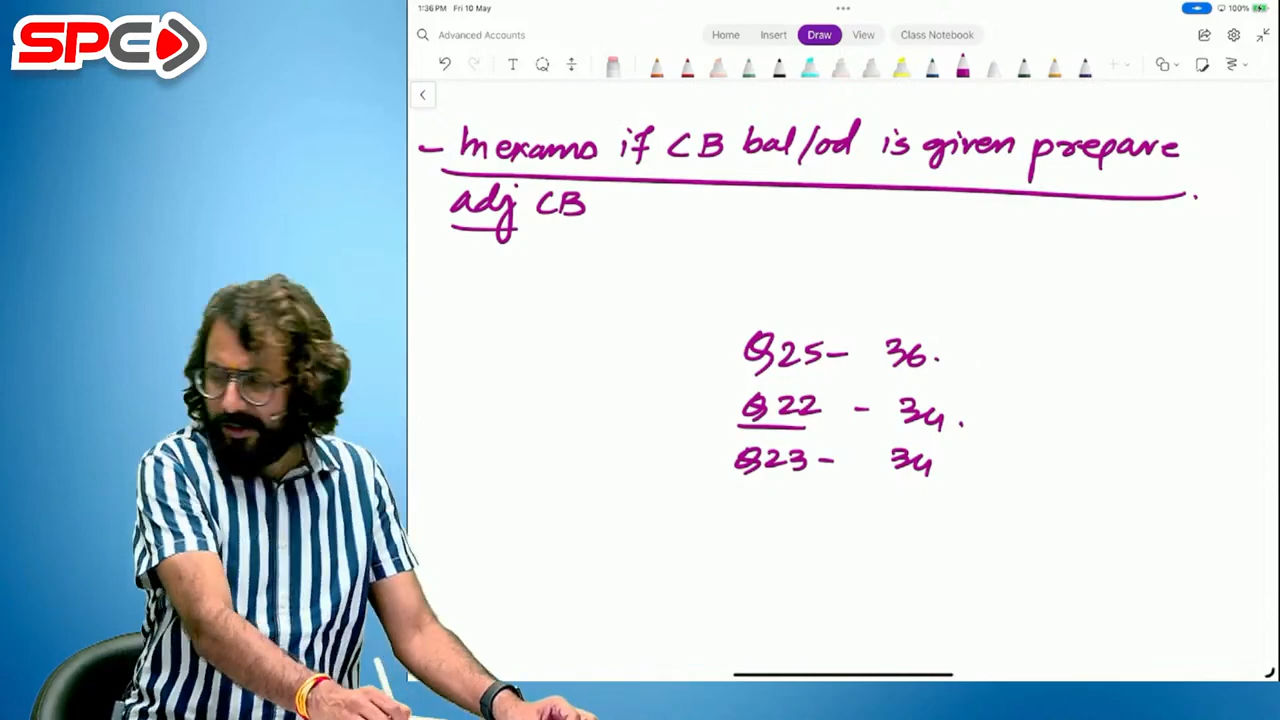 SPC
1:36 PM Fri 10 May
100%
Advanced Accounts
Home Insert Draw View Class Notebook
- In exams if CB bal/od is given prepare
adj CB
Q25 - 36.
Q22 - 34.
Q23 - 34